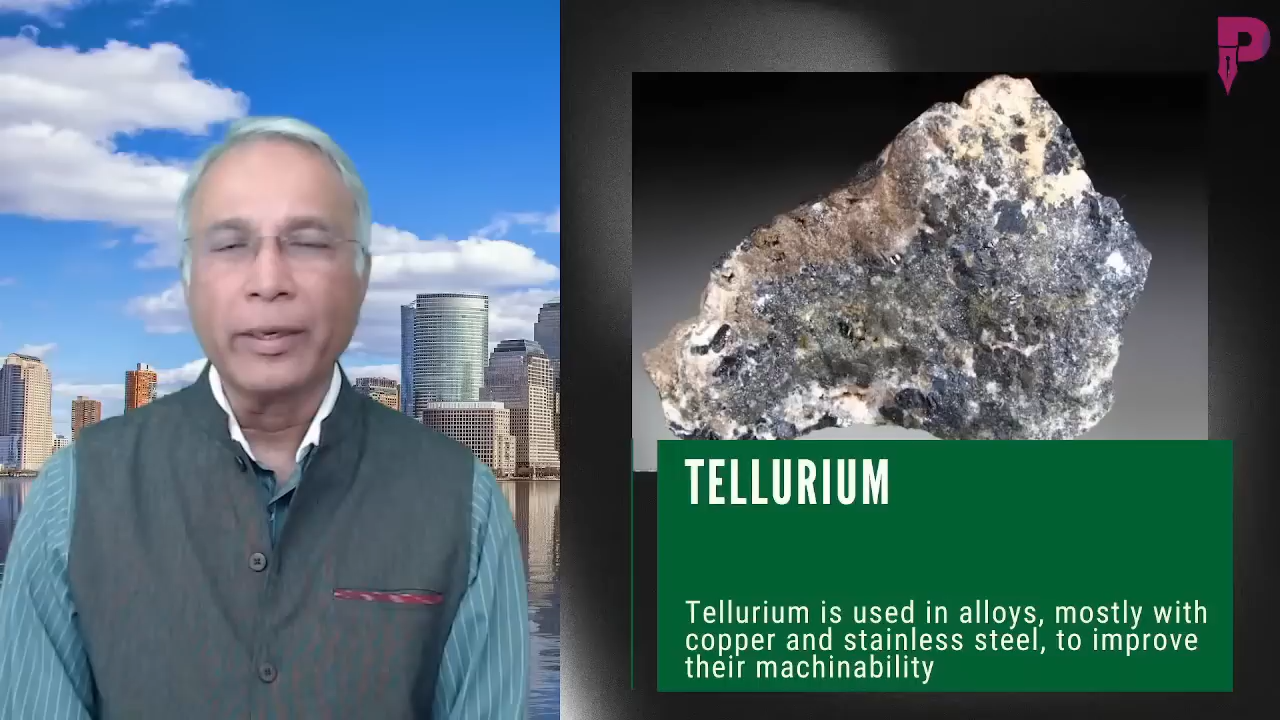 TELLURIUM
Tellurium is used in alloys, mostly with
copper and stainless steel, to improve
their machinability